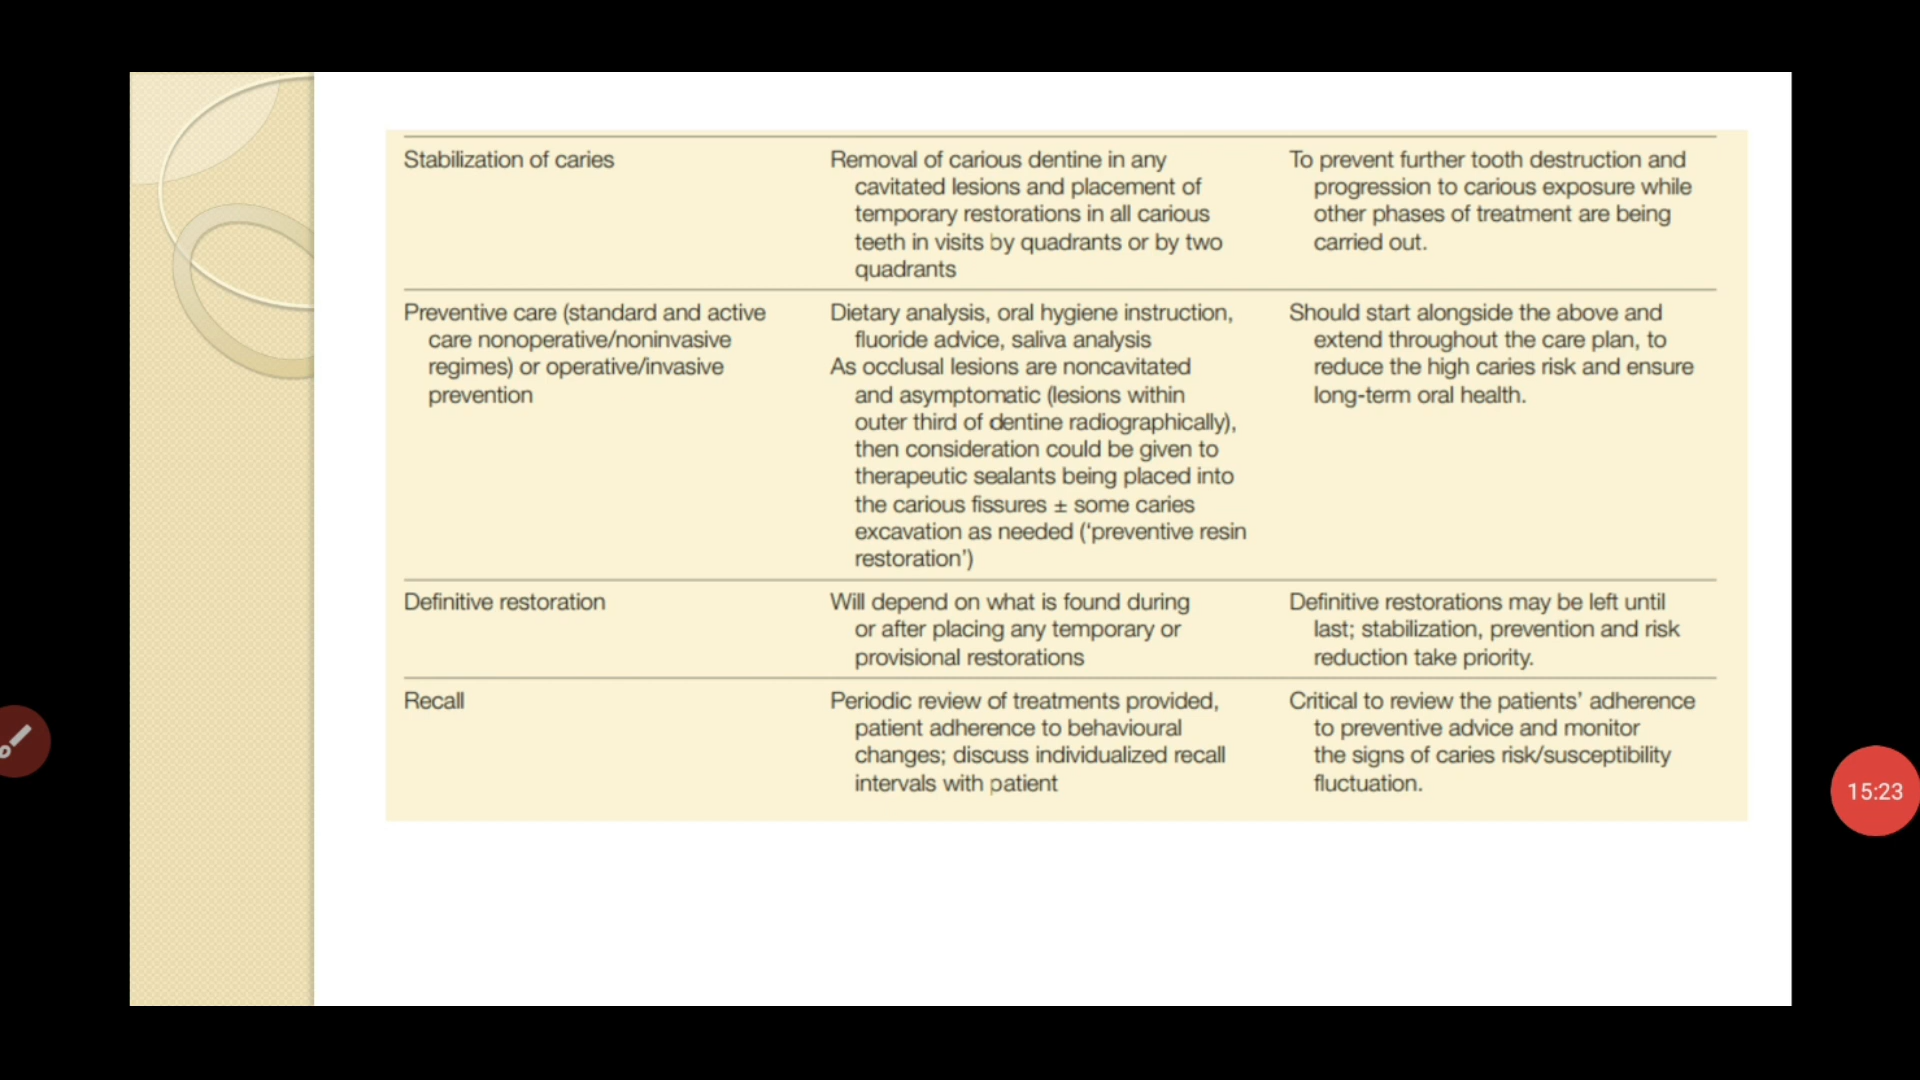 Stabilization of caries
Removal of carious dentine in any
cavitated lesions and placement of
temporary restorations in all carious
teeth in visits by quadrants or by two
quadrants
To prevent further tooth destruction and
progression to carious exposure while
other phases of treatment are being
carried out.
Preventive care (standard and active
care nonoperative/noninvasive
regimes) or operative/invasive
prevention
Dietary analysis, oral hygiene instruction,
fluoride advice, saliva analysis
As occlusal lesions are noncavitated
and asymptomatic (lesions within
outer third of dentine radiographically),
then consideration could be given to
therapeutic sealants being placed into
the carious fissures ± some caries
excavation as needed (‘preventive resin
restoration’)
Should start alongside the above and
extend throughout the care plan, to
reduce the high caries risk and ensure
long-term oral health.
Definitive restoration
Will depend on what is found during
or after placing any temporary or
provisional restorations
Definitive restorations may be left until
last; stabilization, prevention and risk
reduction take priority.
Recall
Periodic review of treatments provided,
patient adherence to behavioural
changes; discuss individualized recall
intervals with patient
Critical to review the patients’ adherence
to preventive advice and monitor
the signs of caries risk/susceptibility
fluctuation.
15:23